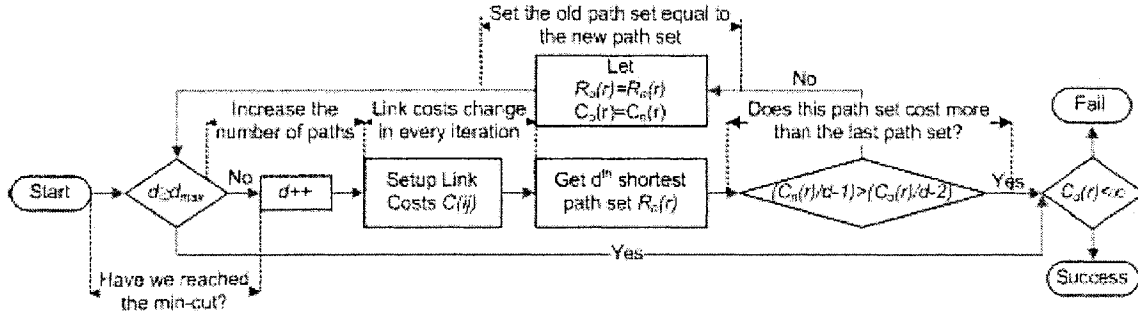 Set the old path set equal to
the new path set
Let
Rₒ(r)=Rₙ(r)
Cₒ(r)=Cₙ(r)
No
Fail
Increase the
number of paths
Link costs change
in every iteration
Does this path set cost more
than the last path set?
Start
d≥dmax
No
d++
Setup Link
Costs C(ij)
Get dth shortest
path set Rₙ(r)
(Cₙ(r)/d-1)>(Cₒ(r)/d-2)
Yes
Cₒ(r)<∞
Yes
Have we reached
the min-cut?
Success